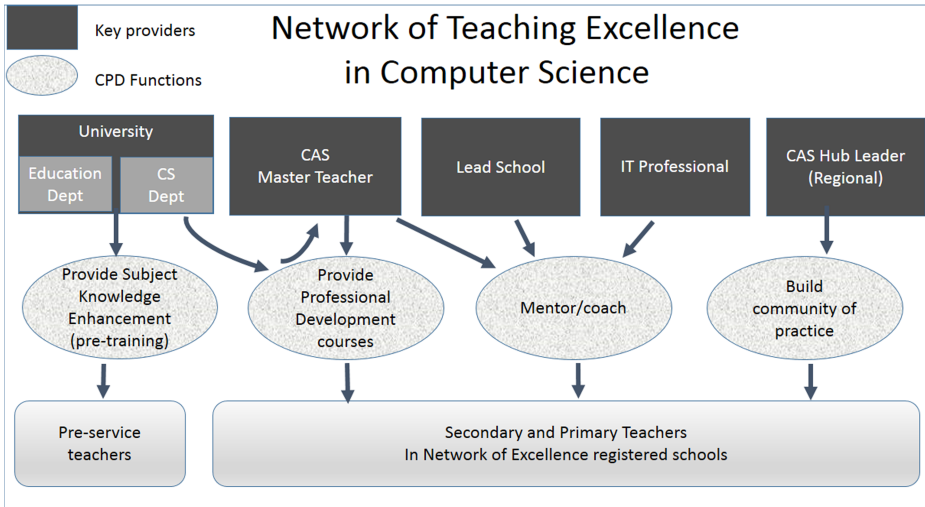 Key providers
CPD Functions
Network of Teaching Excellence
in Computer Science
University
Education
Dept
CS
Dept
CAS
Master Teacher
Lead School
IT Professional
CAS Hub Leader
(Regional)
Provide Subject
Knowledge
Enhancement
(pre-training)
Provide
Professional
Development
courses
Mentor/coach
Build
community of
practice
Pre-service
teachers
Secondary and Primary Teachers
In Network of Excellence registered schools